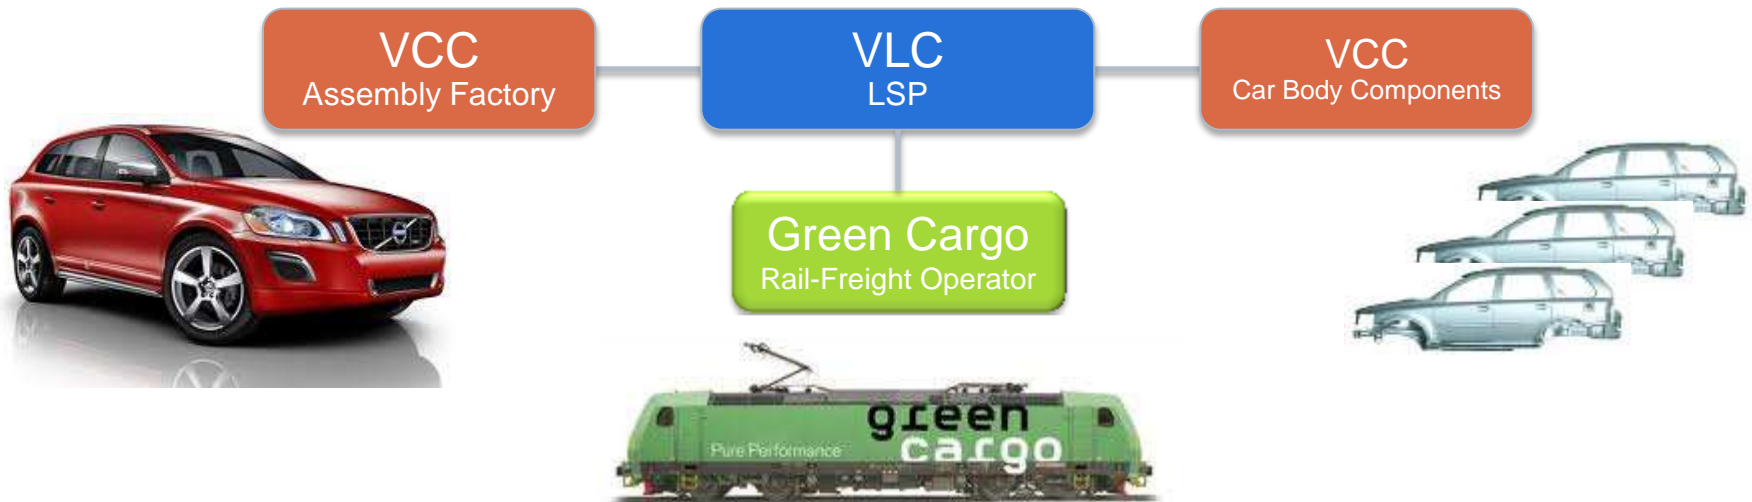 VCC
Assembly Factory
VLC
LSP
VCC
Car Body Components
Green Cargo
Rail-Freight Operator
green
cargo
Pure Performance